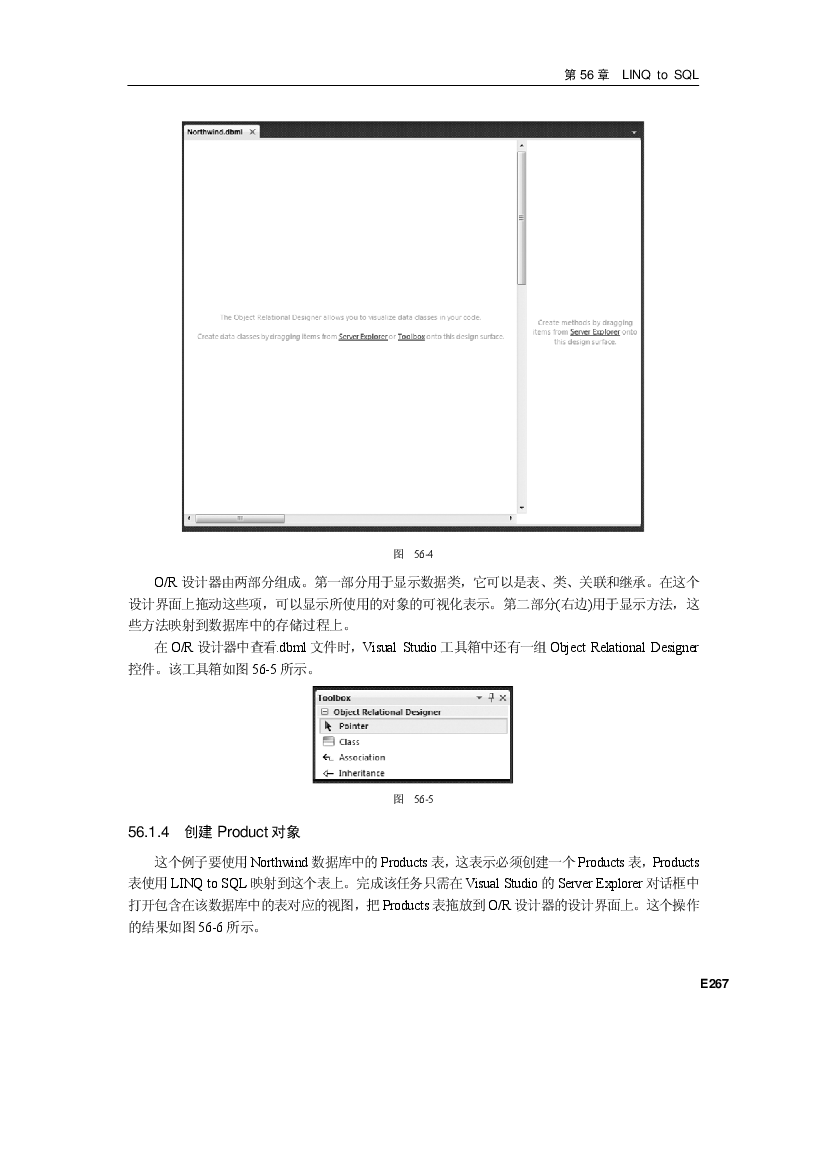 第 56 章 LINQ to SQL
Northwind.dbml ×
The Object Relational Designer allows you to visualize data classes in your code.
Create data classes by dragging items from Server Explorer or Toolbox onto this design surface.
Create methods by dragging
items from Server Explorer onto
this design surface.
图 56-4
O/R 设计器由两部分组成。第一部分用于显示数据类，它可以是表、类、关联和继承。在这个
设计界面上拖动这些项，可以显示所使用的对象的可视化表示。第二部分(右边)用于显示方法，这
些方法映射到数据库中的存储过程上。
在 O/R 设计器中查看.dbml 文件时，Visual Studio 工具箱中还有一组 Object Relational Designer
控件。该工具箱如图 56-5 所示。
Toolbox
Object Relational Designer
Pointer
Class
Association
Inheritance
图 56-5
56.1.4 创建 Product 对象
这个例子要使用 Northwind 数据库中的 Products 表，这表示必须创建一个 Products 表，Products
表使用 LINQ to SQL 映射到这个表上。完成该任务只需在 Visual Studio 的 Server Explorer 对话框中
打开包含在该数据库中的表对应的视图，把 Products 表拖放到 O/R 设计器的设计界面上。这个操作
的结果如图 56-6 所示。
E267